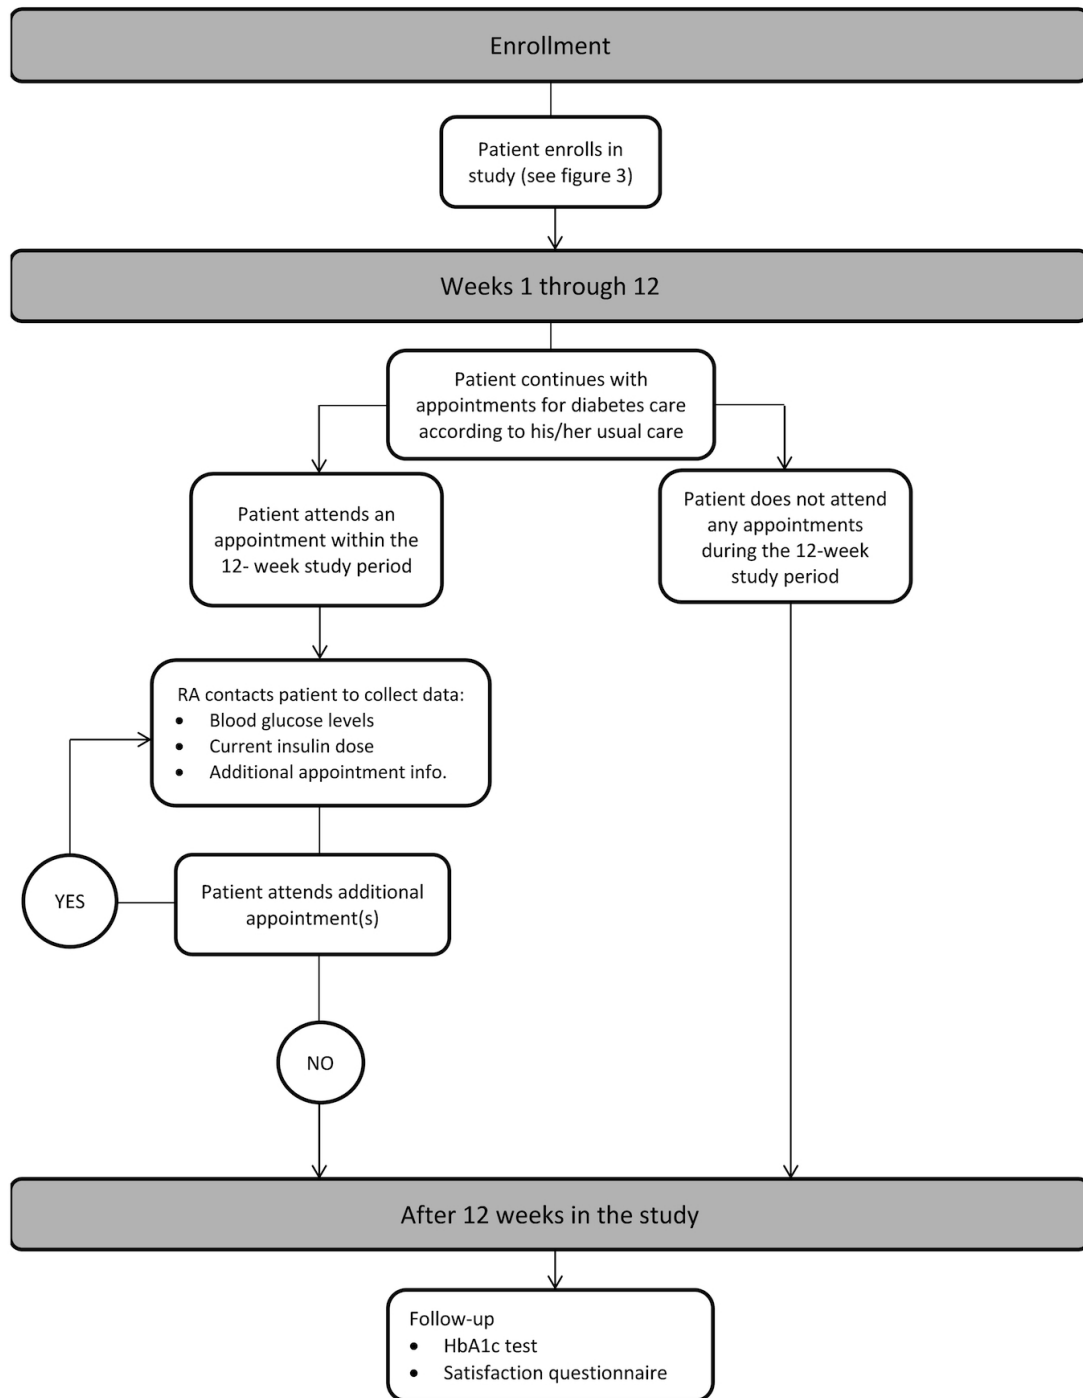 Enrollment
Patient enrolls in
study (see figure 3)
Weeks 1 through 12
Patient continues with
appointments for diabetes care
according to his/her usual care
Patient attends an
appointment within the
12- week study period
Patient does not attend
any appointments
during the 12-week
study period
RA contacts patient to collect data:
• Blood glucose levels
• Current insulin dose
• Additional appointment info.
YES
Patient attends additional
appointment(s)
NO
After 12 weeks in the study
Follow-up
• HbA1c test
• Satisfaction questionnaire